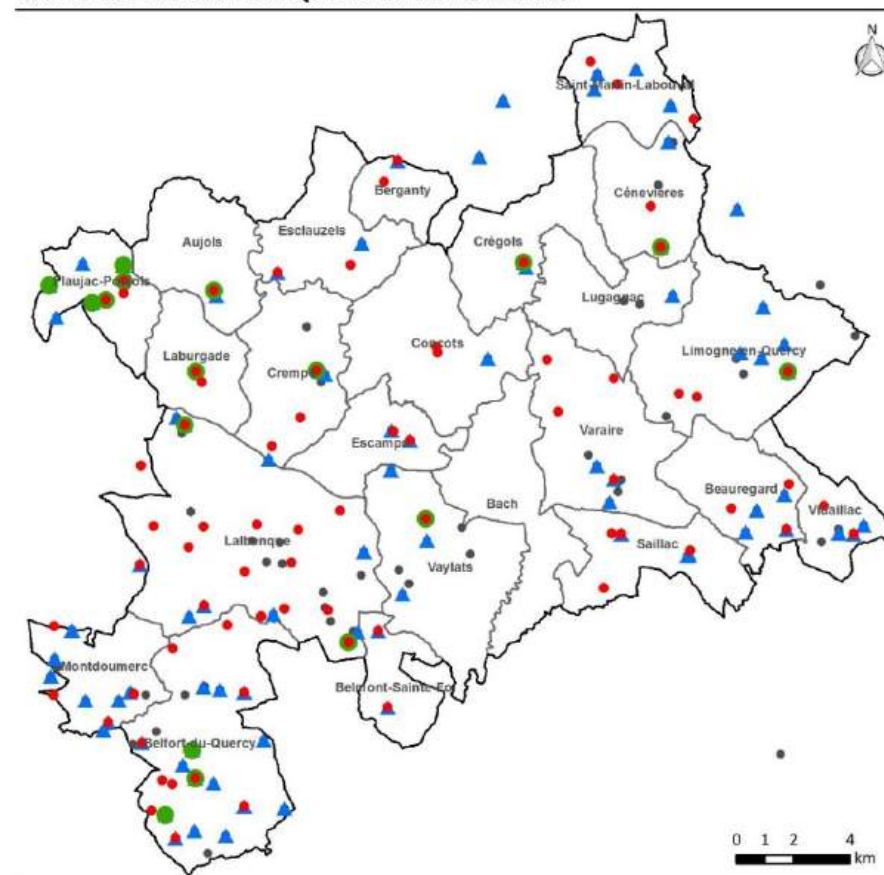 N
Saint-Martin-Labouval
Berganty
Cénevières
Esclauzels
Aujols
Crégols
Flaujac-Poujols
Lugagnac
Concots
Limogne-en-Quercy
Laburgade
Cremps
Varaire
Escamps
Beauregard
Bach
Vidaillac
Lalbenque
Saillac
Vaylats
Montdoumerc
Belmont-Sainte-Foi
Belfort-du-Quercy
0 1 2 4
km